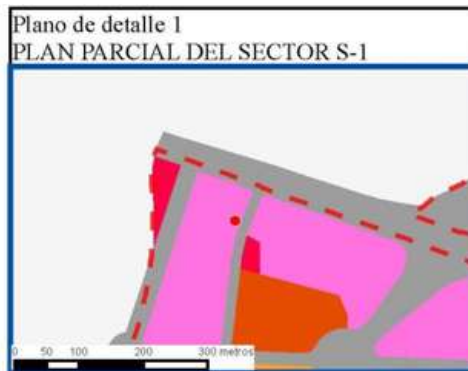 Plano de detalle 1
PLAN PARCIAL DEL SECTOR S-1
0 50 100 200 300 metros